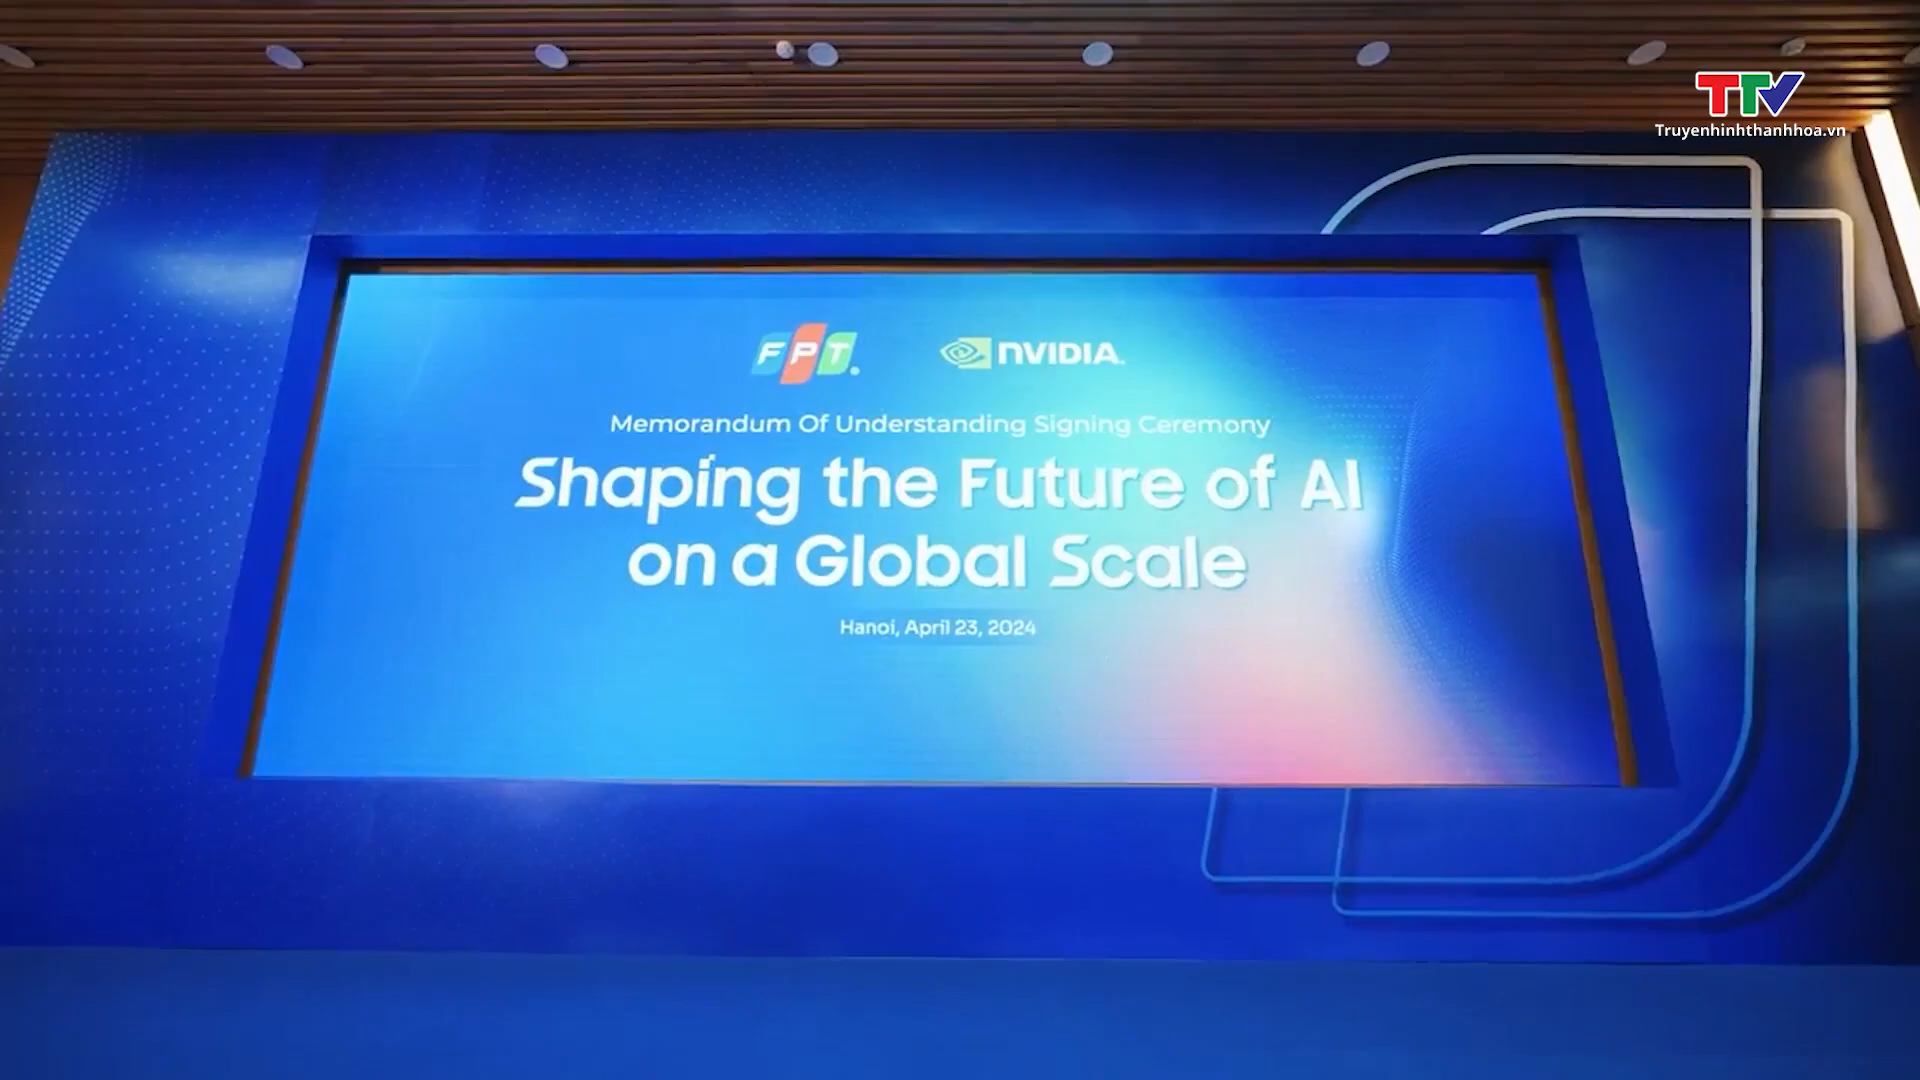 TTV
Truyenhinhthanhhoa.vn
FPT
NVIDIA
Memorandum Of Understanding Signing Ceremony
Shaping the Future of AI
on a Global Scale
Hanoi, April 23, 2024